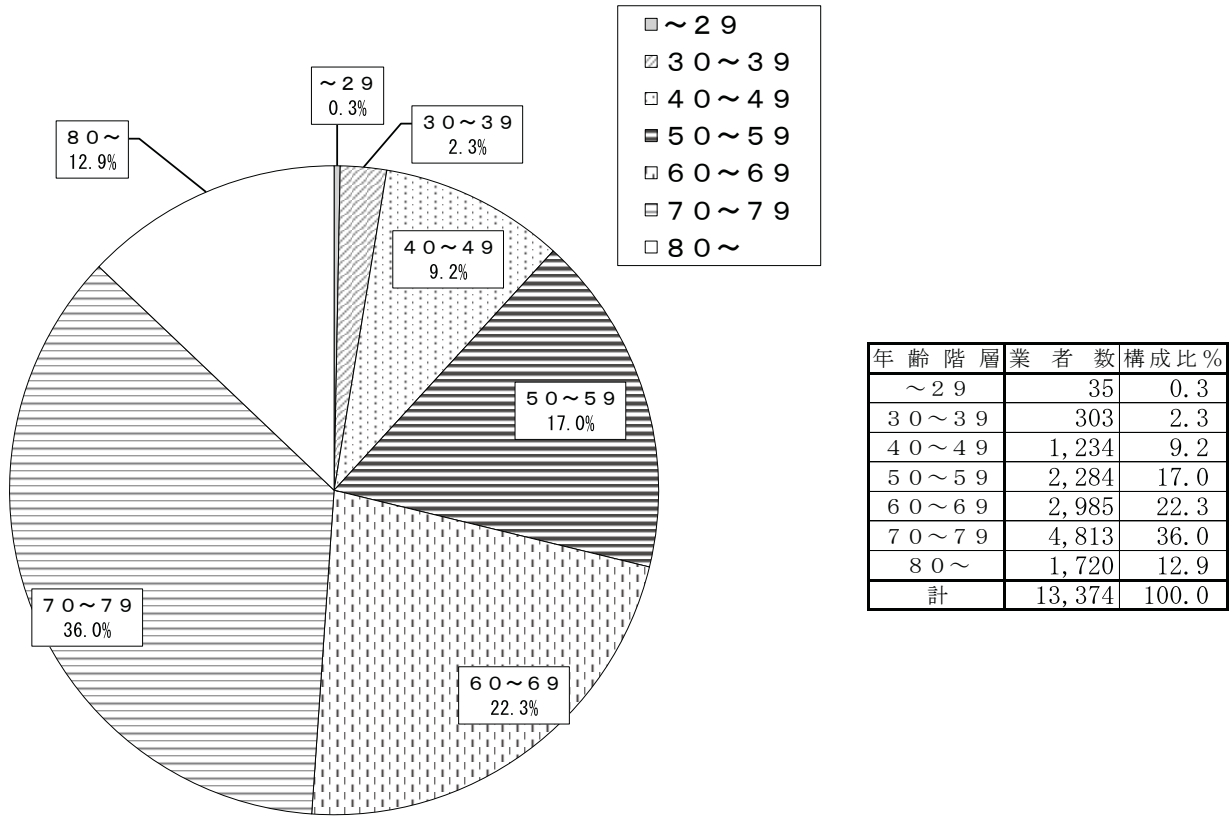 ～２９
３０～３９
４０～４９
５０～５９
６０～６９
７０～７９
８０～
～２９
0.3%
３０～３９
2.3%
８０～
12.9%
４０～４９
9.2%
５０～５９
17.0%
７０～７９
36.0%
６０～６９
22.3%
年齢階層 業者数 構成比%
～２９ 35 0.3
３０～３９ 303 2.3
４０～４９ 1,234 9.2
５０～５９ 2,284 17.0
６０～６９ 2,985 22.3
７０～７９ 4,813 36.0
８０～ 1,720 12.9
計 13,374 100.0